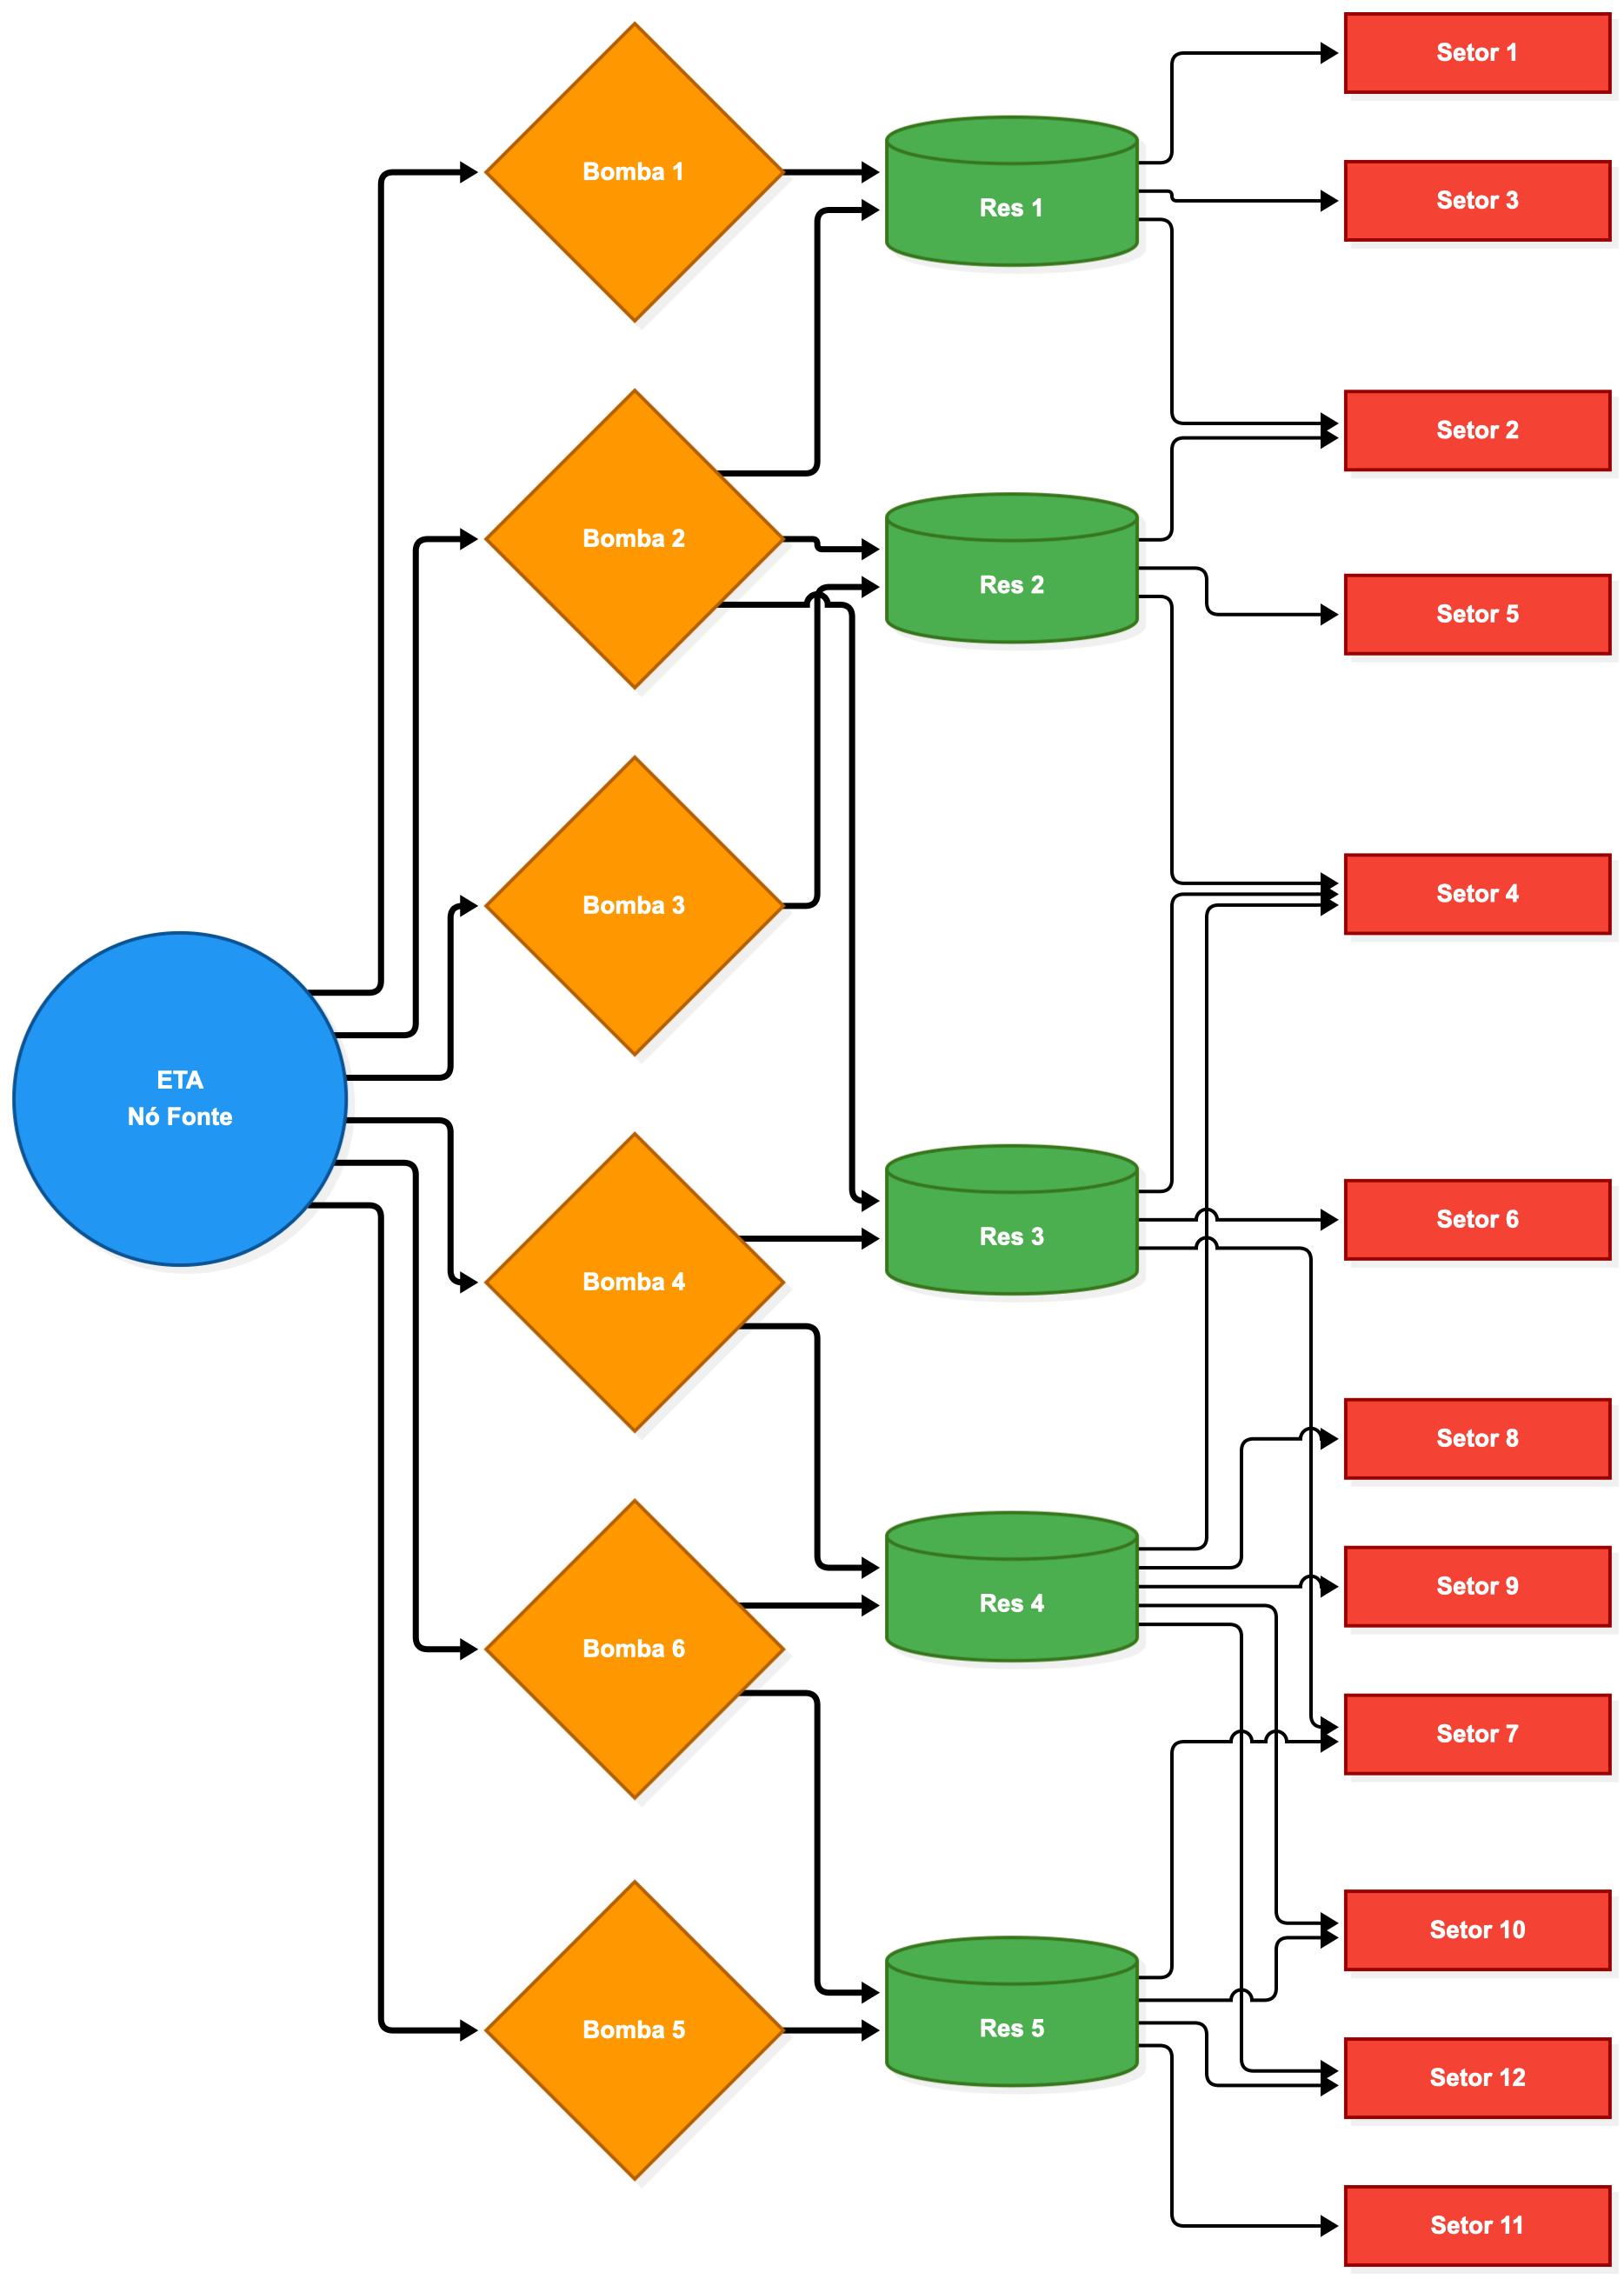 ETA
Nó Fonte
Bomba 1
Bomba 2
Bomba 3
Bomba 4
Bomba 6
Bomba 5
Res 1
Res 2
Res 3
Res 4
Res 5
Setor 1
Setor 3
Setor 2
Setor 5
Setor 4
Setor 6
Setor 8
Setor 9
Setor 7
Setor 10
Setor 12
Setor 11